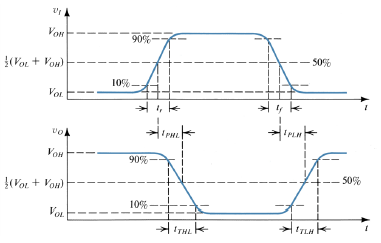 v_I
V_OH
90%
½(V_OL + V_OH)
50%
10%
V_OL
t_r
t_f
t
t_PHL
t_PLH
v_O
V_OH
90%
½(V_OL + V_OH)
50%
10%
V_OL
t
t_THL
t_TLH